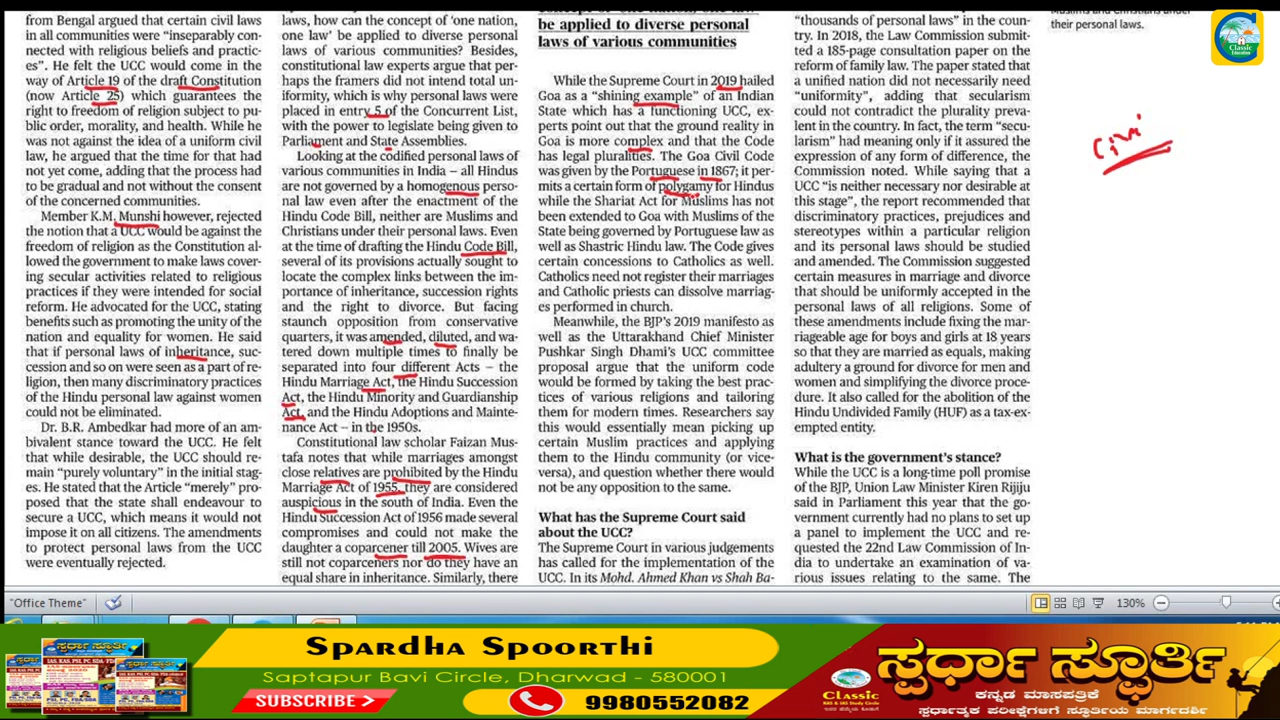 from Bengal argued that certain civil laws
in all communities were "inseparably con-
nected with religious beliefs and practic-
es". He felt the UCC would come in the
way of Article 19 of the draft Constitution
(now Article 25) which guarantees the
right to freedom of religion subject to pu-
blic order, morality, and health. While he
was not against the idea of a uniform civil
law, he argued that the time for that had
not yet come, adding that the process had
to be gradual and not without the consent
of the concerned communities.
Member K.M. Munshi however, rejected
the notion that a UCC would be against the
freedom of religion as the Constitution al-
lowed the government to make laws cover-
ing secular activities related to religious
practices if they were intended for social
reform. He advocated for the UCC, stating
benefits such as promoting the unity of the
nation and equality for women. He said
that if personal laws of inheritance, suc-
cession and so on were seen as a part of re-
ligion, then many discriminatory practices
of the Hindu personal law against women
could not be eliminated.
Dr. B.R. Ambedkar had more of an am-
bivalent stance toward the UCC. He felt
that while desirable, the UCC should re-
main "purely voluntary" in the initial stag-
es. He stated that the Article "merely" pro-
posed that the state shall endeavour to
secure a UCC, which means it would not
impose it on all citizens. The amendments
to protect personal laws from the UCC
were eventually rejected.
laws, how can the concept of 'one nation,
one law' be applied to diverse personal
laws of various communities? Besides,
constitutional law experts argue that per-
haps the framers did not intend total un-
iformity, which is why personal laws were
placed in entry 5 of the Concurrent List,
with the power to legislate being given to
Parliament and State Assemblies.
Looking at the codified personal laws of
various communities in India – all Hindus
are not governed by a homogenous perso-
nal law even after the enactment of the
Hindu Code Bill, neither are Muslims and
Christians under their personal laws. Even
at the time of drafting the Hindu Code Bill,
several of its provisions actually sought to
locate the complex links between the im-
portance of inheritance, succession rights
and the right to divorce. But facing
staunch opposition from conservative
quarters, it was amended, diluted, and wa-
tered down multiple times to finally be
separated into four different Acts – the
Hindu Marriage Act, the Hindu Succession
Act, the Hindu Minority and Guardianship
Act, and the Hindu Adoptions and Mainte-
nance Act – in the 1950s.
Constitutional law scholar Faizan Mus-
tafa notes that while marriages amongst
close relatives are prohibited by the Hindu
Marriage Act of 1955, they are considered
auspicious in the south of India. Even the
Hindu Succession Act of 1956 made several
compromises and could not make the
daughter a coparcener till 2005. Wives are
still not coparceners nor do they have an
equal share in inheritance. Similarly, there
concept of 'one nation, one law'
be applied to diverse personal
laws of various communities
While the Supreme Court in 2019 hailed
Goa as a "shining example" of an Indian
State which has a functioning UCC, ex-
perts point out that the ground reality in
Goa is more complex and that the Code
has legal pluralities. The Goa Civil Code
was given by the Portuguese in 1867; it per-
mits a certain form of polygamy for Hindus
while the Shariat Act for Muslims has not
been extended to Goa with Muslims of the
State being governed by Portuguese law as
well as Shastric Hindu law. The Code gives
certain concessions to Catholics as well.
Catholics need not register their marriages
and Catholic priests can dissolve marriag-
es performed in church.
Meanwhile, the BJP's 2019 manifesto as
well as the Uttarakhand Chief Minister
Pushkar Singh Dhami's UCC committee
proposal argue that the uniform code
would be formed by taking the best prac-
tices of various religions and tailoring
them for modern times. Researchers say
this would essentially mean picking up
certain Muslim practices and applying
them to the Hindu community (or vice-
versa), and question whether there would
not be any opposition to the same.
What has the Supreme Court said
about the UCC?
The Supreme Court in various judgements
has called for the implementation of the
UCC. In its Mohd. Ahmed Khan vs Shah Ba-
"thousands of personal laws" in the coun-
try. In 2018, the Law Commission submit-
ted a 185-page consultation paper on the
reform of family law. The paper stated that
a unified nation did not necessarily need
"uniformity", adding that secularism
could not contradict the plurality preva-
lent in the country. In fact, the term "secu-
larism" had meaning only if it assured the
expression of any form of difference, the
Commission noted. While saying that a
UCC "is neither necessary nor desirable at
this stage", the report recommended that
discriminatory practices, prejudices and
stereotypes within a particular religion
and its personal laws should be studied
and amended. The Commission suggested
certain measures in marriage and divorce
that should be uniformly accepted in the
personal laws of all religions. Some of
these amendments include fixing the mar-
riageable age for boys and girls at 18 years
so that they are married as equals, making
adultery a ground for divorce for men and
women and simplifying the divorce proce-
dure. It also called for the abolition of the
Hindu Undivided Family (HUF) as a tax-ex-
empted entity.
What is the government's stance?
While the UCC is a long-time poll promise
of the BJP, Union Law Minister Kiren Rijiju
said in Parliament this year that the go-
vernment currently had no plans to set up
a panel to implement the UCC and re-
quested the 22nd Law Commission of In-
dia to undertake an examination of va-
rious issues relating to the same. The
Muslims and Christians under
their personal laws.
Civi
Classic
Education
"Office Theme"
130%
Spardha Spoorthi
Saptapur Bavi Circle, Dharwad - 580001
SUBSCRIBE
9980552082
ಸ್ಪರ್ಧಾ ಸ್ಫೂರ್ತಿ
Classic
ಕನ್ನಡ ಮಾಸಪತ್ರಿಕೆ
ಸ್ಪರ್ಧಾತ್ಮಕ ಪರೀಕ್ಷೆಗಳಿಗೆ ಸ್ಪೂರ್ತಿಯ ಮಾರ್ಗದರ್ಶಿ